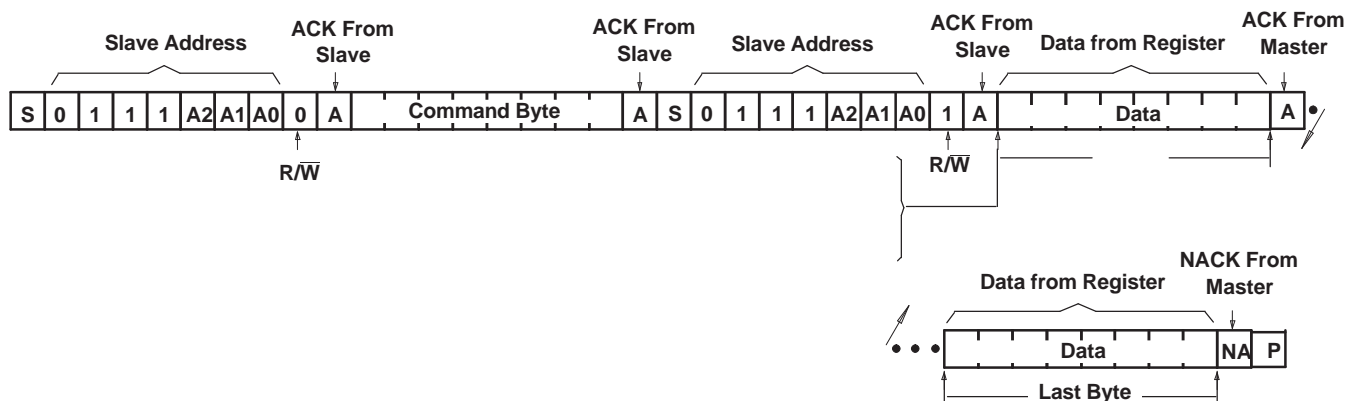 Slave Address
ACK From
Slave
ACK From
Slave
Slave Address
ACK From
Slave
Data from Register
ACK From
Master
S 0 1 1 1 A2 A1 A0 0 A Command Byte A S 0 1 1 1 A2 A1 A0 1 A Data A
R/W̅
R/W̅
Data from Register
NACK From
Master
Data NA P
Last Byte